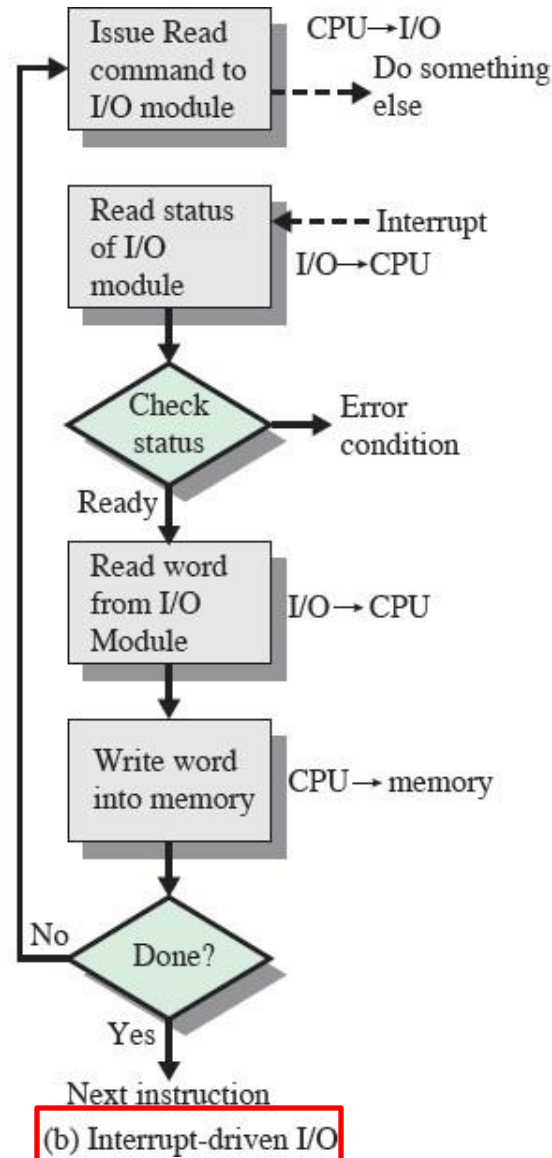 Issue Read
command to
I/O module
CPU→I/O
Do something
else
Read status
of I/O
module
Interrupt
I/O→CPU
Check
status
Error
condition
Ready
Read word
from I/O
Module
I/O→CPU
Write word
into memory
CPU→memory
No
Done?
Yes
Next instruction
(b) Interrupt-driven I/O